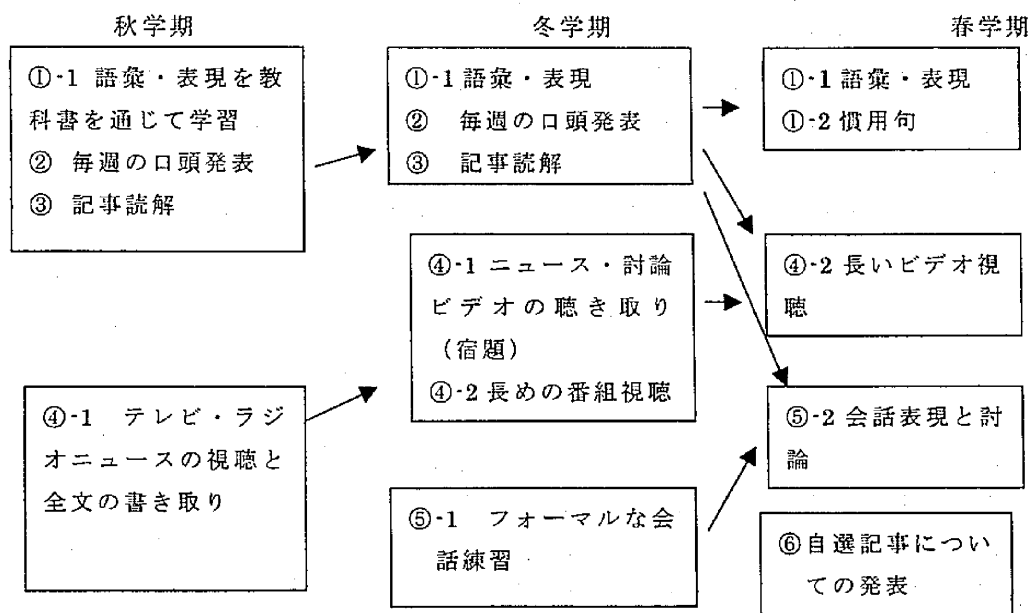 秋学期
①-1 語彙・表現を教
科書を通じて学習
② 毎週の口頭発表
③ 記事読解
④-1 テレビ・ラジ
オニュースの視聴と
全文の書き取り
冬学期
①-1語彙・表現
② 毎週の口頭発表
③ 記事読解
④-1 ニュース・討論
ビデオの聴き取り
(宿題)
④-2長めの番組視聴
⑤-1 フォーマルな会
話練習
春学期
①-1語彙・表現
①-2慣用句
④-2長いビデオ視
聴
⑤-2会話表現と討
論
⑥自選記事につい
ての発表